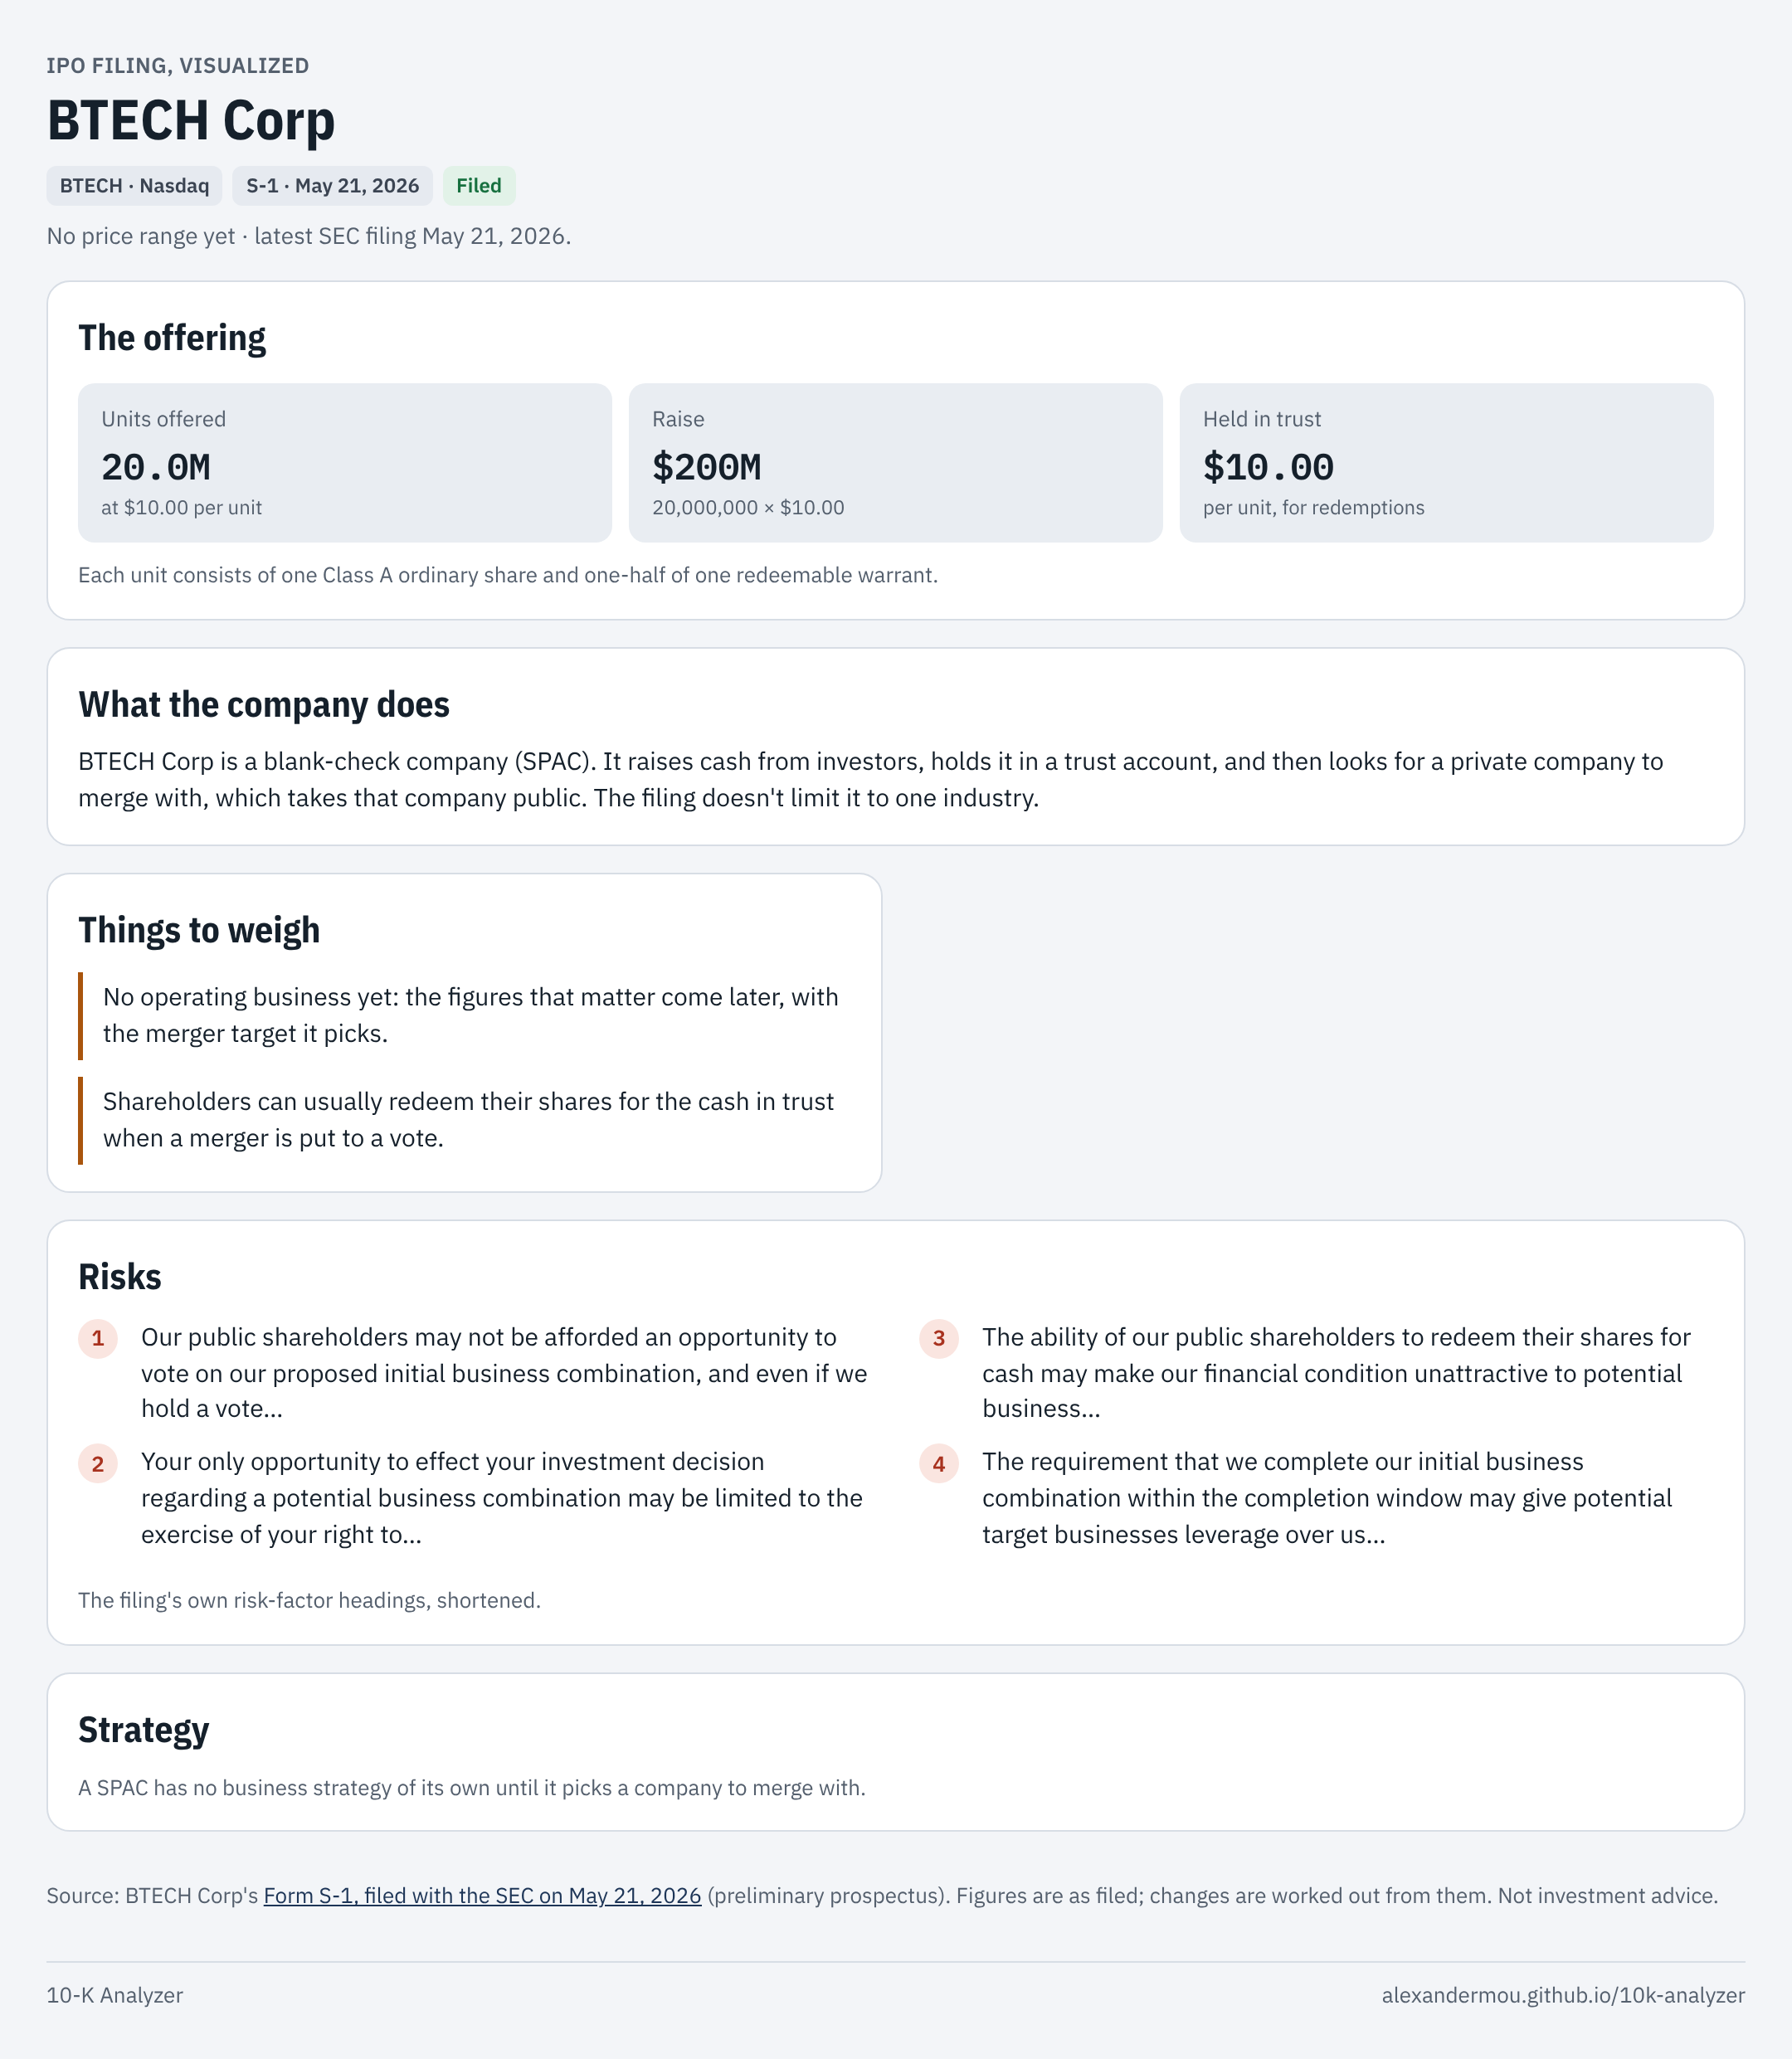 IPO FILING, VISUALIZED
BTECH Corp
BTECH · Nasdaq
S-1 · May 21, 2026
Filed
No price range yet · latest SEC filing May 21, 2026.
The offering
Units offered
20.0M
at $10.00 per unit
Raise
$200M
20,000,000 × $10.00
Held in trust
$10.00
per unit, for redemptions
Each unit consists of one Class A ordinary share and one-half of one redeemable warrant.
What the company does
BTECH Corp is a blank-check company (SPAC). It raises cash from investors, holds it in a trust account, and then looks for a private company to
merge with, which takes that company public. The filing doesn't limit it to one industry.
Things to weigh
No operating business yet: the figures that matter come later, with
the merger target it picks.
Shareholders can usually redeem their shares for the cash in trust
when a merger is put to a vote.
Risks
1
Our public shareholders may not be afforded an opportunity to
vote on our proposed initial business combination, and even if we
hold a vote…
2
Your only opportunity to effect your investment decision
regarding a potential business combination may be limited to the
exercise of your right to…
3
The ability of our public shareholders to redeem their shares for
cash may make our financial condition unattractive to potential
business…
4
The requirement that we complete our initial business
combination within the completion window may give potential
target businesses leverage over us…
The filing's own risk-factor headings, shortened.
Strategy
A SPAC has no business strategy of its own until it picks a company to merge with.
Source: BTECH Corp's Form S-1, filed with the SEC on May 21, 2026 (preliminary prospectus). Figures are as filed; changes are worked out from them. Not investment advice.
10-K Analyzer
alexandermou.github.io/10k-analyzer